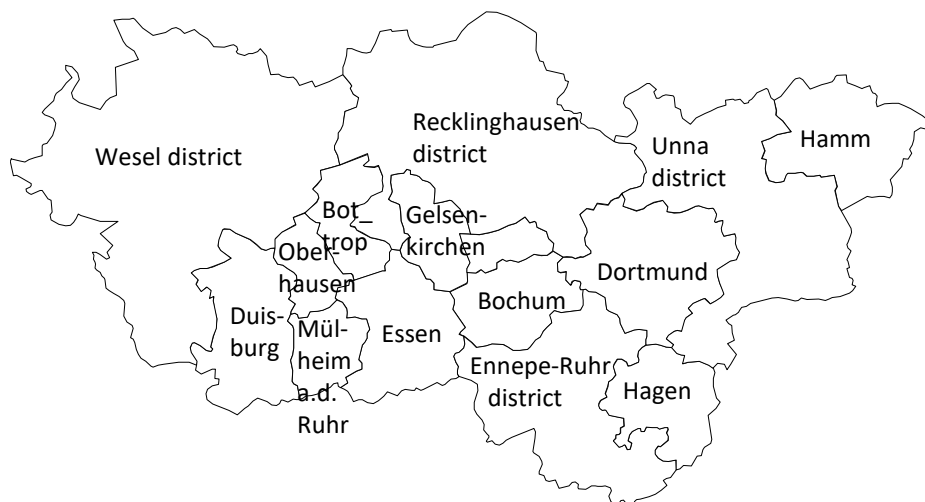 Wesel district
Recklinghausen
district
Unna
district
Hamm
Bot_
trop
Gelsen-
kirchen
Ober-
hausen
Dortmund
Duis-
burg
Mül-
heim
a.d.
Ruhr
Essen
Bochum
Ennepe-Ruhr
district
Hagen